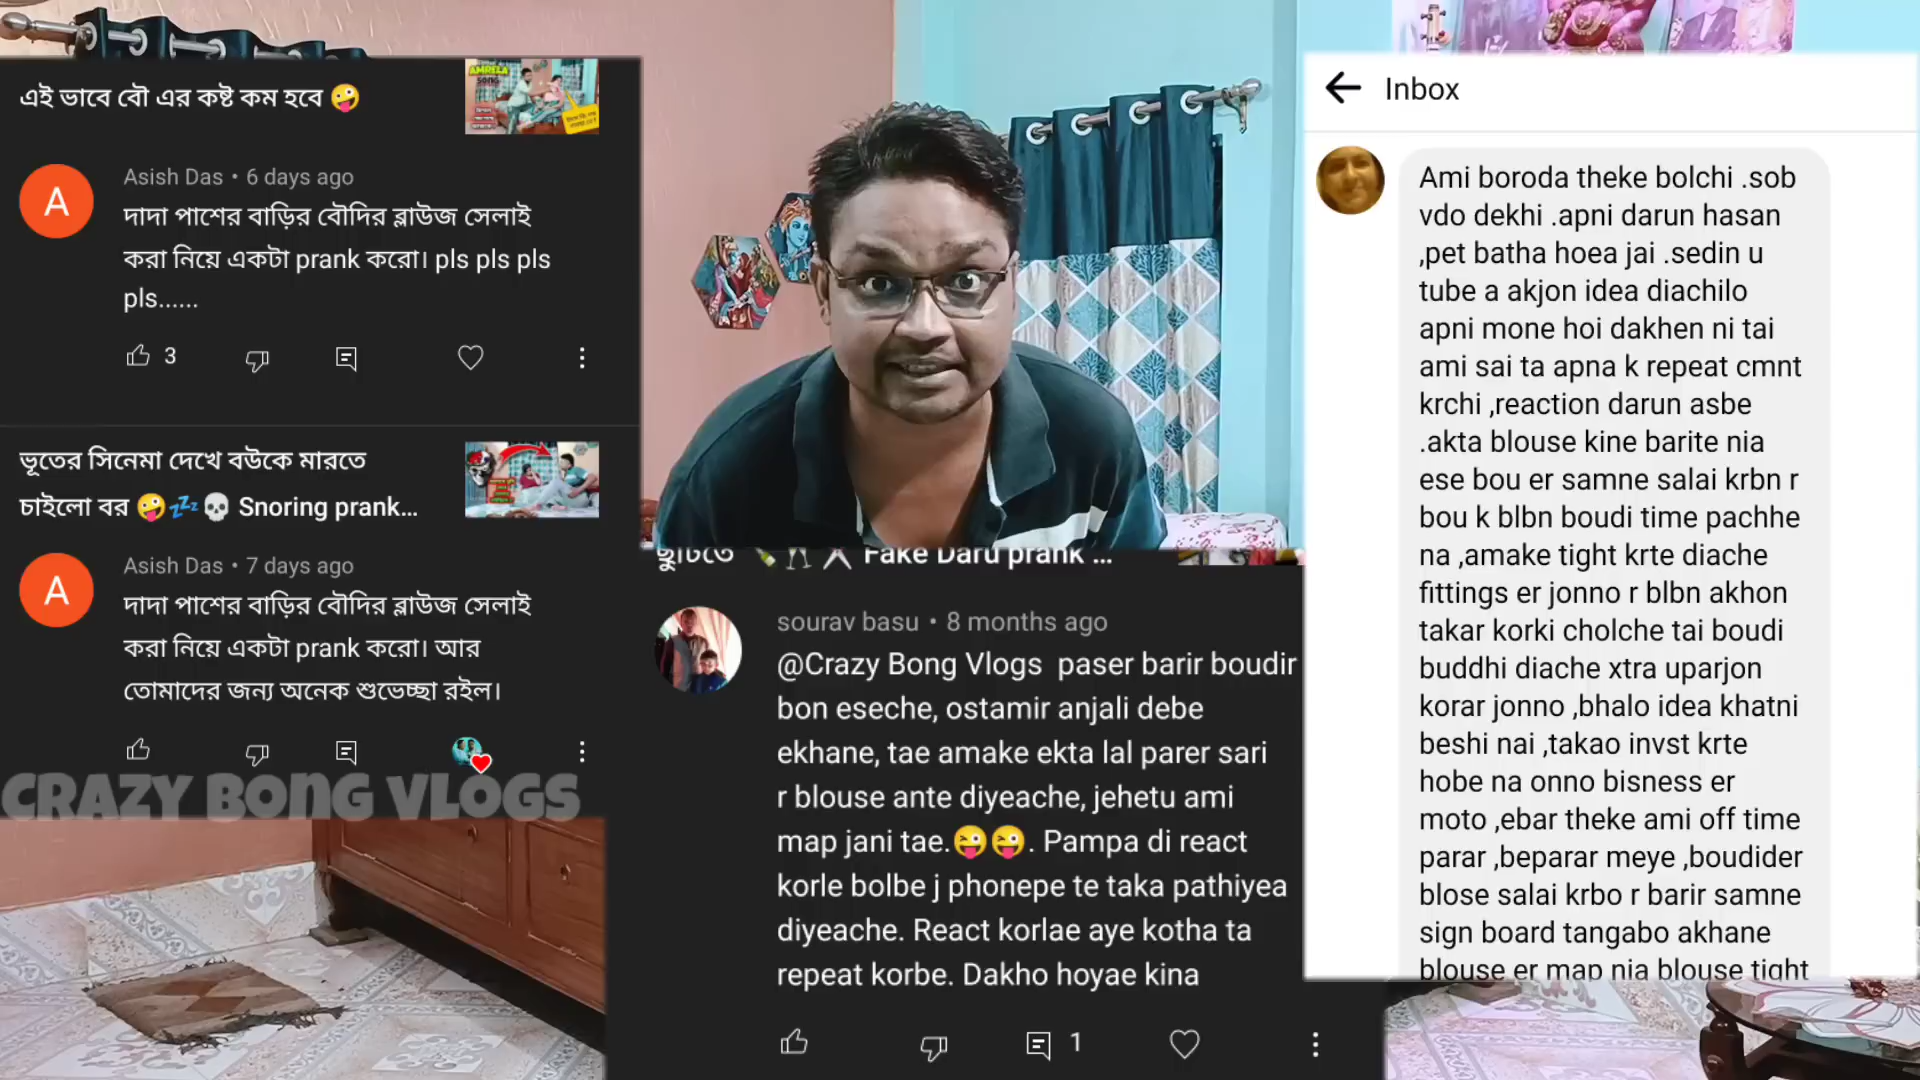 এই ভাবে বৌ এর কষ্ট কম হবে 🤪
AMRELA
song
Asish Das • 6 days ago
দাদা পাশের বাড়ির বৌদির ব্লাউজ সেলাই
করা নিয়ে একটা prank করো। pls pls pls
pls......
3
ভূতের সিনেমা দেখে বউকে মারতে
চাইলো বর 🤪💤💀 Snoring prank...
Asish Das • 7 days ago
দাদা পাশের বাড়ির বৌদির ব্লাউজ সেলাই
করা নিয়ে একটা prank করো। আর
তোমাদের জন্য অনেক শুভেচ্ছা রইল।
CRAZY BONG VLOGS
Fake Daru prank ...
sourav basu • 8 months ago
@Crazy Bong Vlogs paser barir boudir
bon eseche, ostamir anjali debe
ekhane, tae amake ekta lal parer sari
r blouse ante diyeache, jehetu ami
map jani tae.😜😜. Pampa di react
korle bolbe j phonepe te taka pathiyea
diyeache. React korlae aye kotha ta
repeat korbe. Dakho hoyae kina
1
Inbox
Ami boroda theke bolchi .sob
vdo dekhi .apni darun hasan
,pet batha hoea jai .sedin u
tube a akjon idea diachilo
apni mone hoi dakhen ni tai
ami sai ta apna k repeat cmnt
krchi ,reaction darun asbe
.akta blouse kine barite nia
ese bou er samne salai krbn r
bou k blbn boudi time pachhe
na ,amake tight krte diache
fittings er jonno r blbn akhon
takar korki cholche tai boudi
buddhi diache xtra uparjon
korar jonno ,bhalo idea khatni
beshi nai ,takao invst krte
hobe na onno bisness er
moto ,ebar theke ami off time
parar ,beparar meye ,boudider
blose salai krbo r barir samne
sign board tangabo akhane
blouse er map nia blouse tight